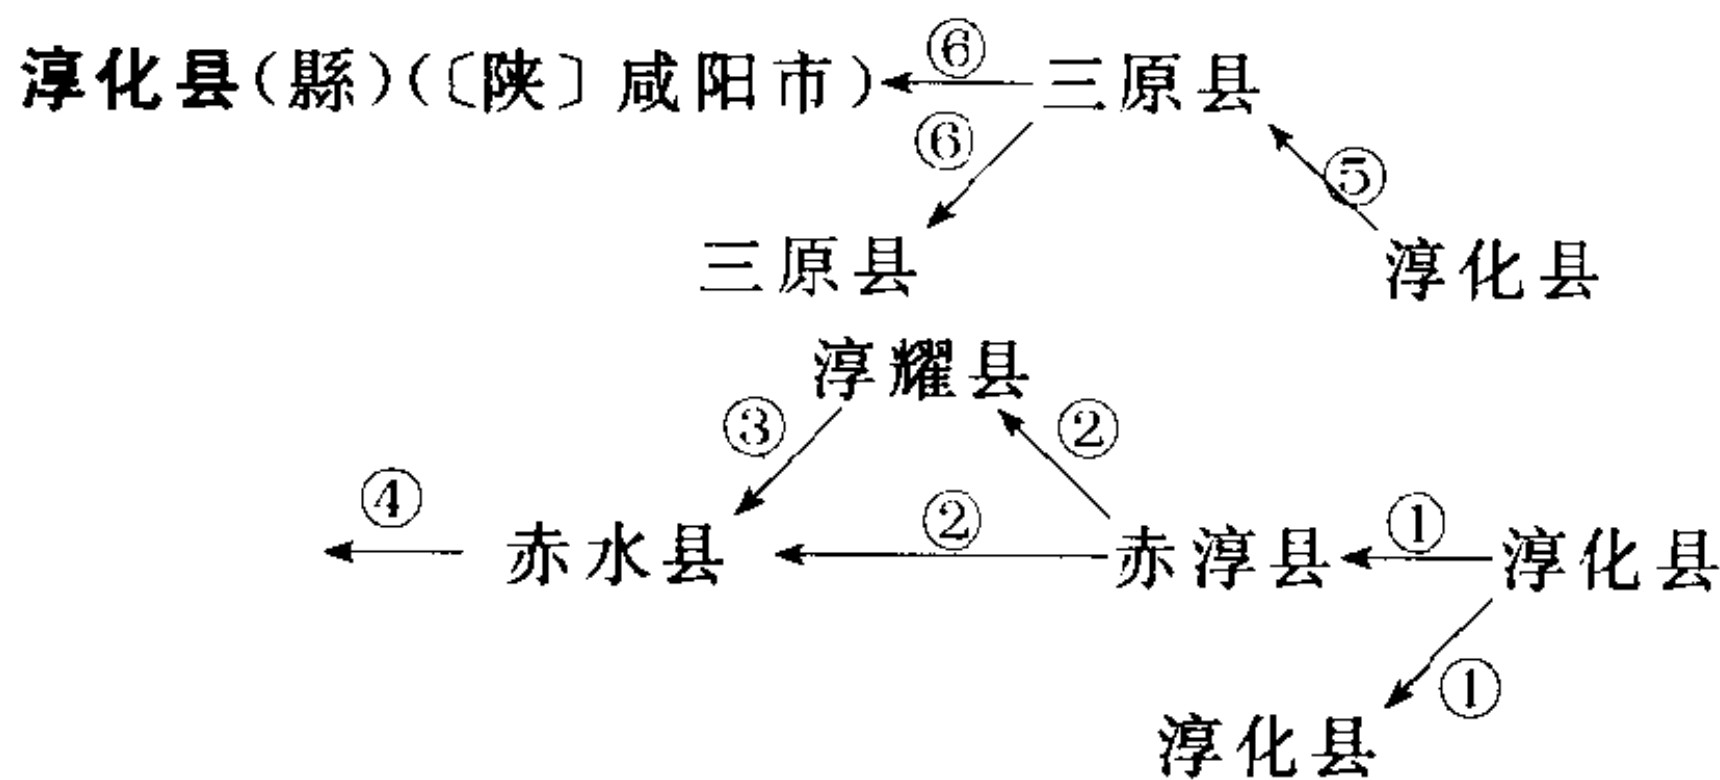 淳化县(縣)(〔陕〕咸阳市) ⑥ 三原县
⑥
⑤
三原县 淳化县
淳耀县
③ ②
④ 赤水县 ② 赤淳县 ① 淳化县
①
淳化县